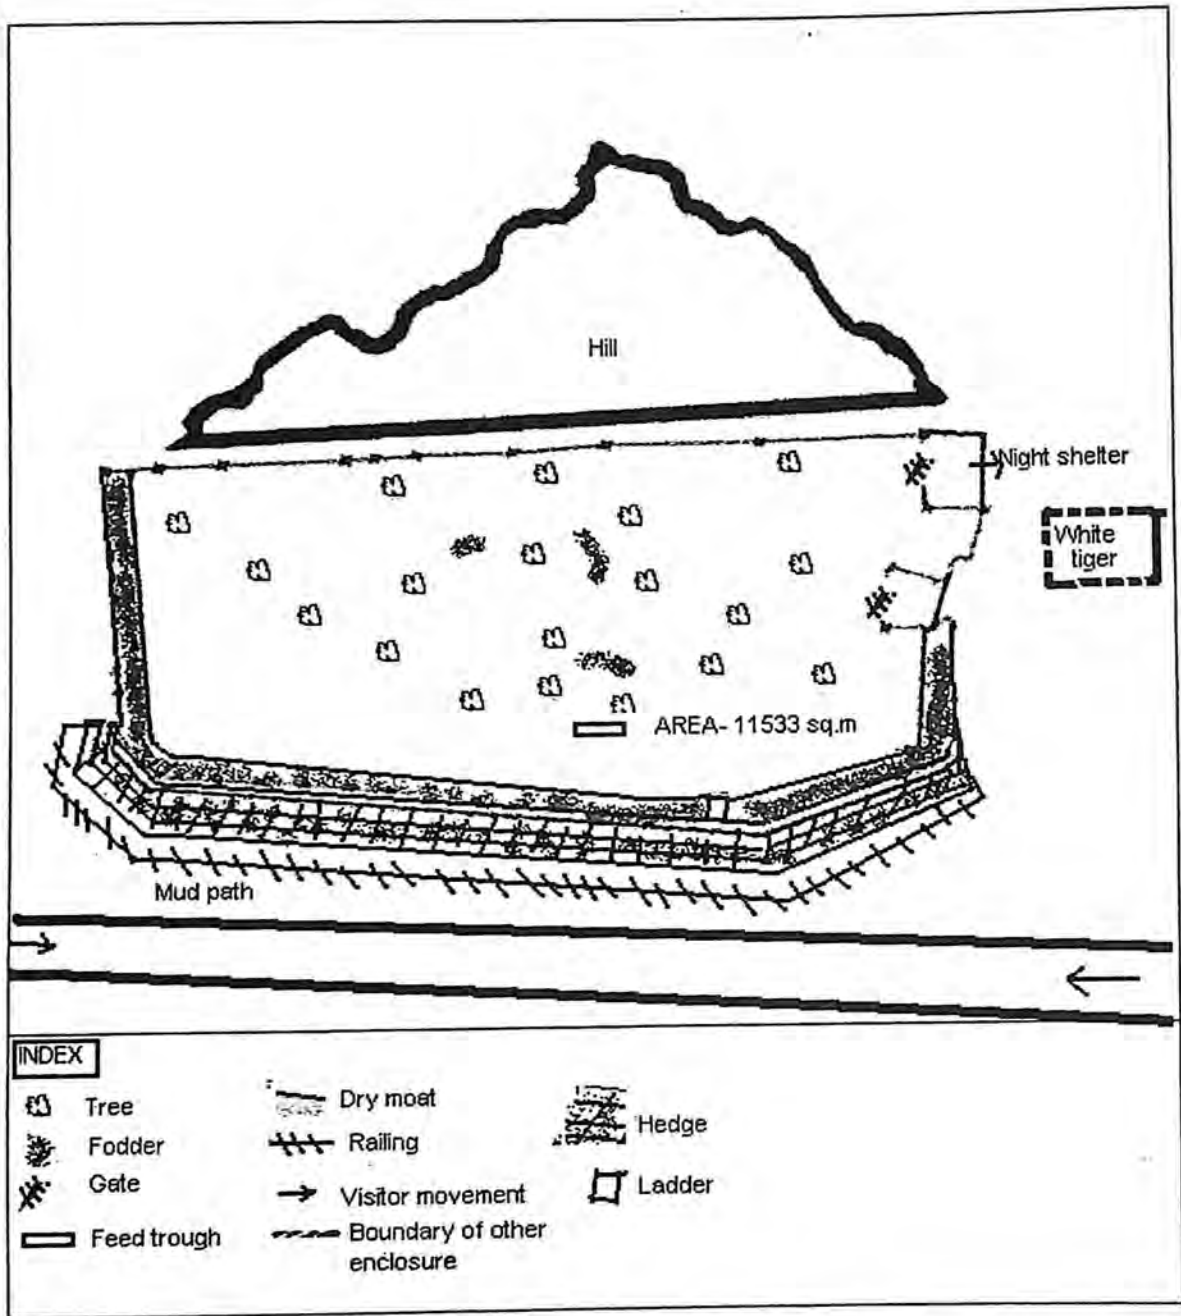 Hill
Night shelter
White
tiger
AREA- 11533 sq.m
Mud path
INDEX
Tree
Fodder
Gate
Feed trough
Dry moat
Railing
Visitor movement
Boundary of other
enclosure
Hedge
Ladder